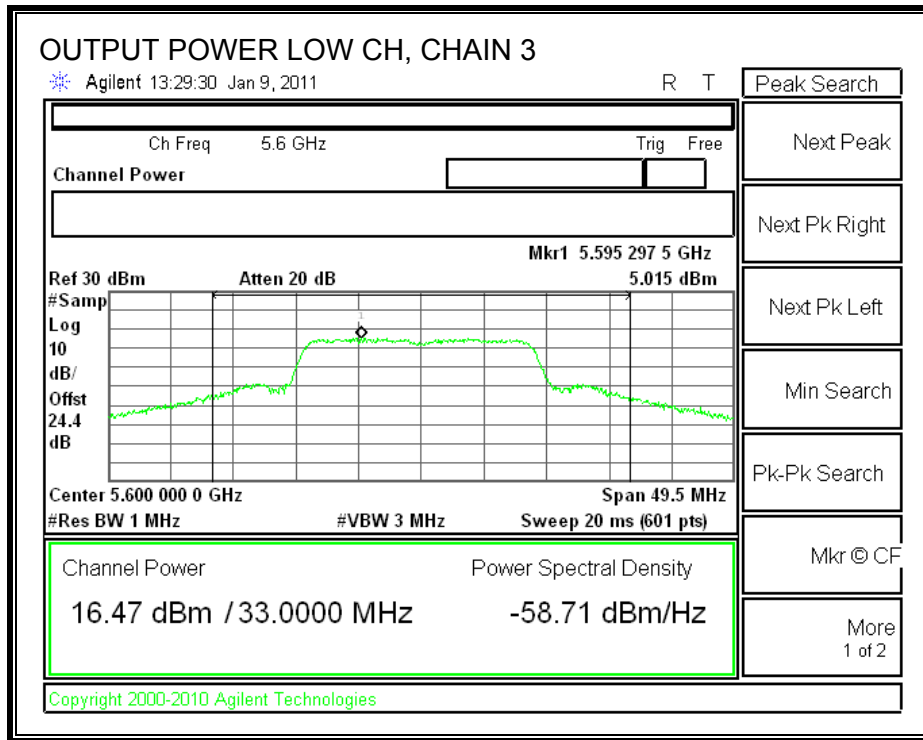 OUTPUT POWER LOW CH, CHAIN 3
Agilent 13:29:30 Jan 9, 2011 R T
Peak Search
Ch Freq 5.6 GHz Trig Free
Channel Power
Next Peak
Next Pk Right
Mkr1 5.595 297 5 GHz
Ref 30 dBm Atten 20 dB 5.015 dBm
#Samp
Log
10
dB/
Offst
24.4
dB
1
Next Pk Left
Min Search
Pk-Pk Search
Center 5.600 000 0 GHz Span 49.5 MHz
#Res BW 1 MHz #VBW 3 MHz Sweep 20 ms (601 pts)
Channel Power Power Spectral Density
16.47 dBm / 33.0000 MHz -58.71 dBm/Hz
Mkr © CF
More
1 of 2
Copyright 2000-2010 Agilent Technologies